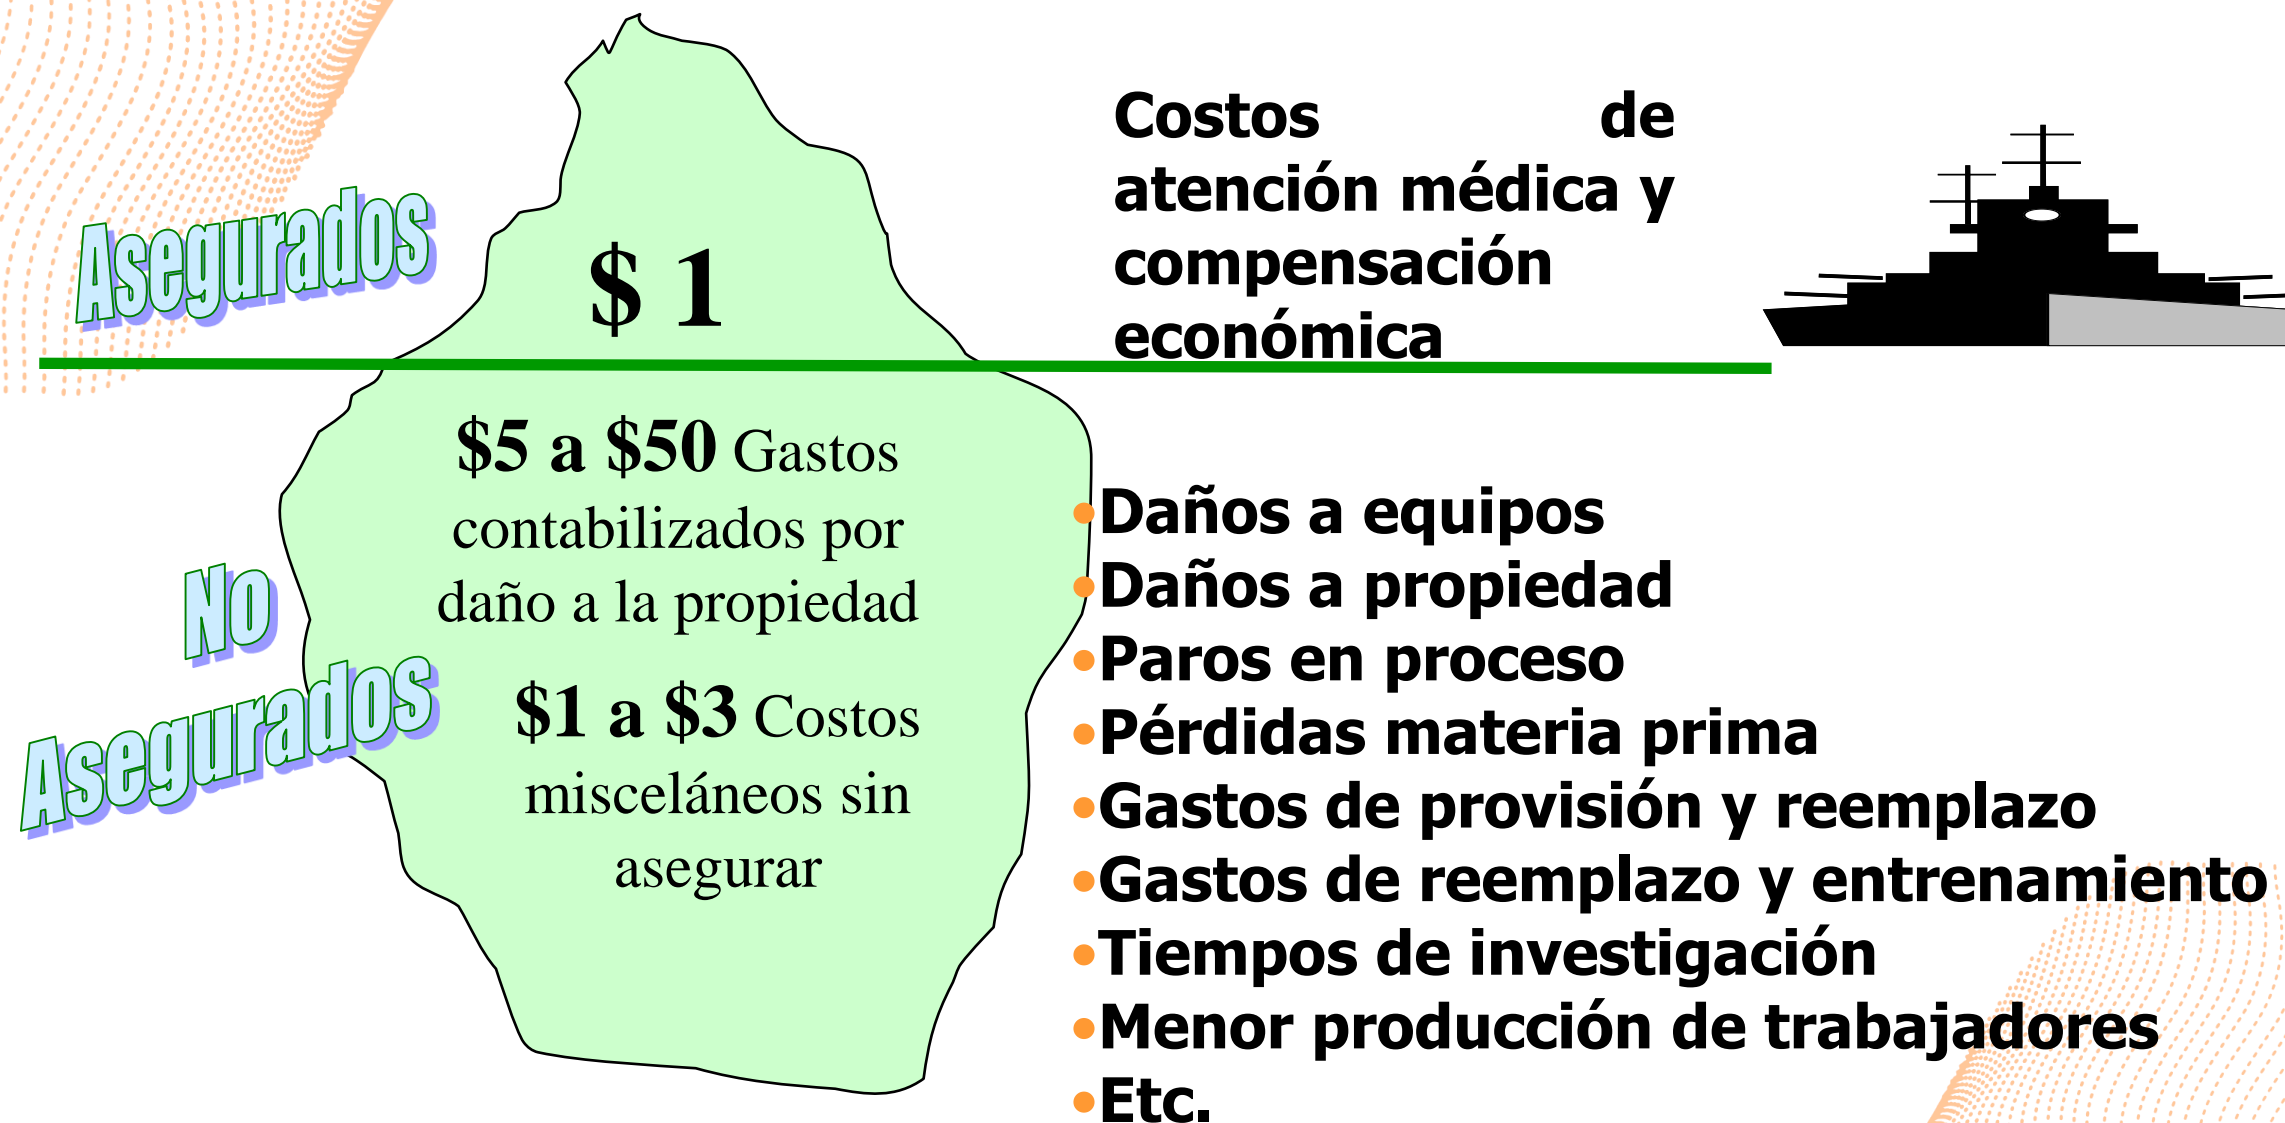 Asegurados
$ 1
Costos de
atención médica y
compensación
económica
No
Asegurados
$5 a $50 Gastos
contabilizados por
daño a la propiedad
$1 a $3 Costos
misceláneos sin
asegurar
•Daños a equipos
•Daños a propiedad
•Paros en proceso
•Pérdidas materia prima
•Gastos de provisión y reemplazo
•Gastos de reemplazo y entrenamiento
•Tiempos de investigación
•Menor producción de trabajadores
•Etc.